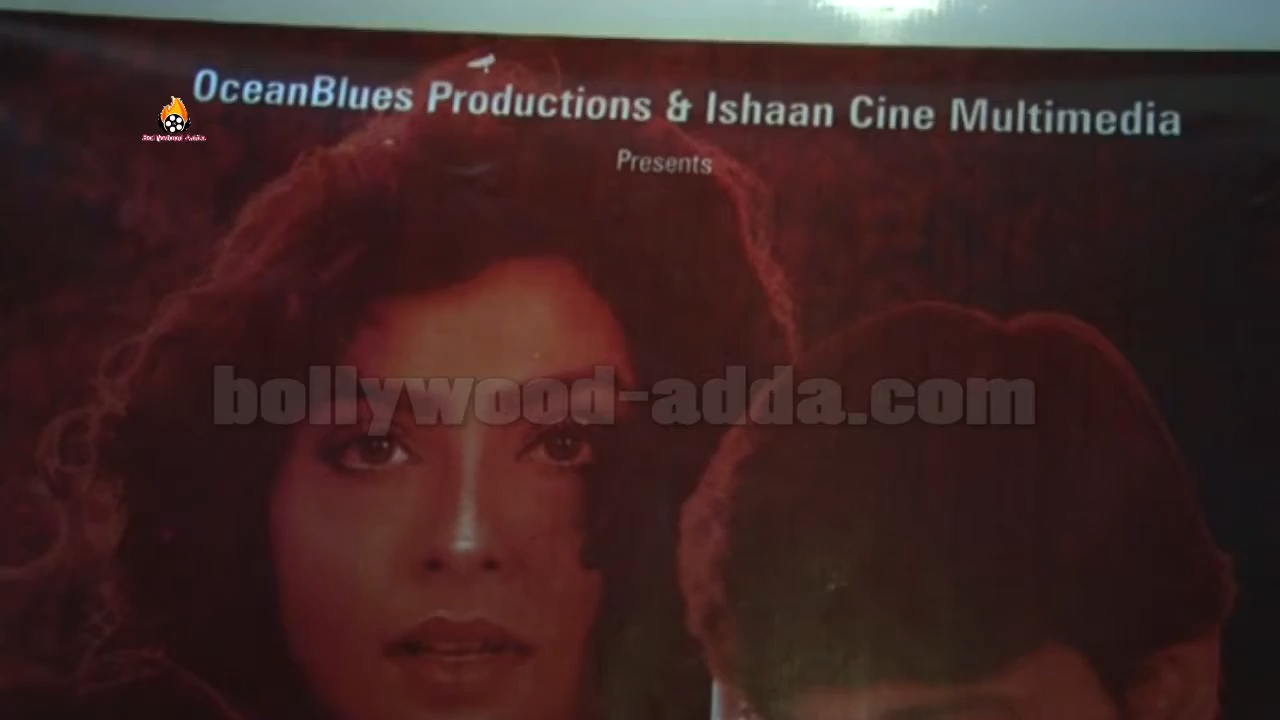 OceanBlues Productions & Ishaan Cine Multimedia
Presents
bollywood-adda.com